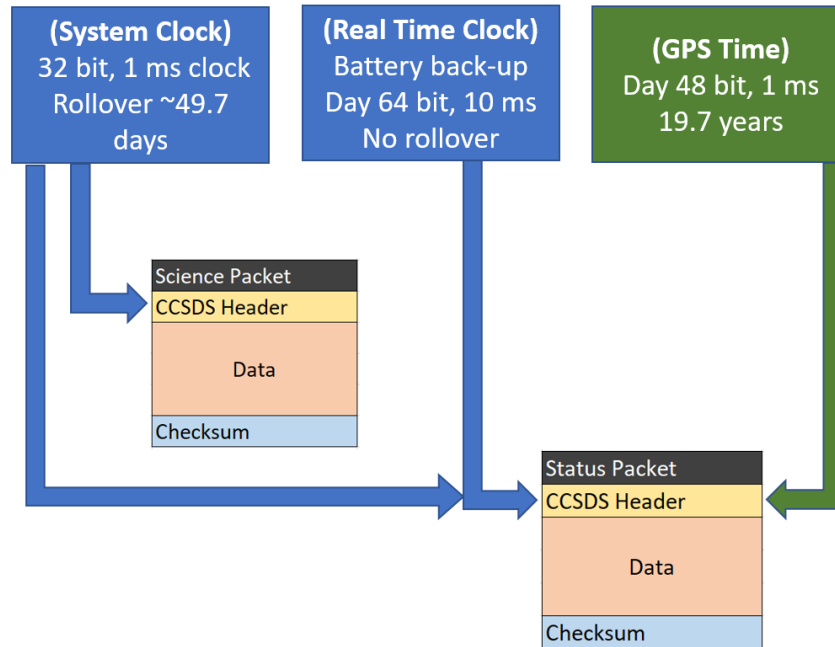 (System Clock)
32 bit, 1 ms clock
Rollover ~49.7
days
(Real Time Clock)
Battery back-up
Day 64 bit, 10 ms
No rollover
(GPS Time)
Day 48 bit, 1 ms
19.7 years
Science Packet
CCSDS Header
Data
Checksum
Status Packet
CCSDS Header
Data
Checksum